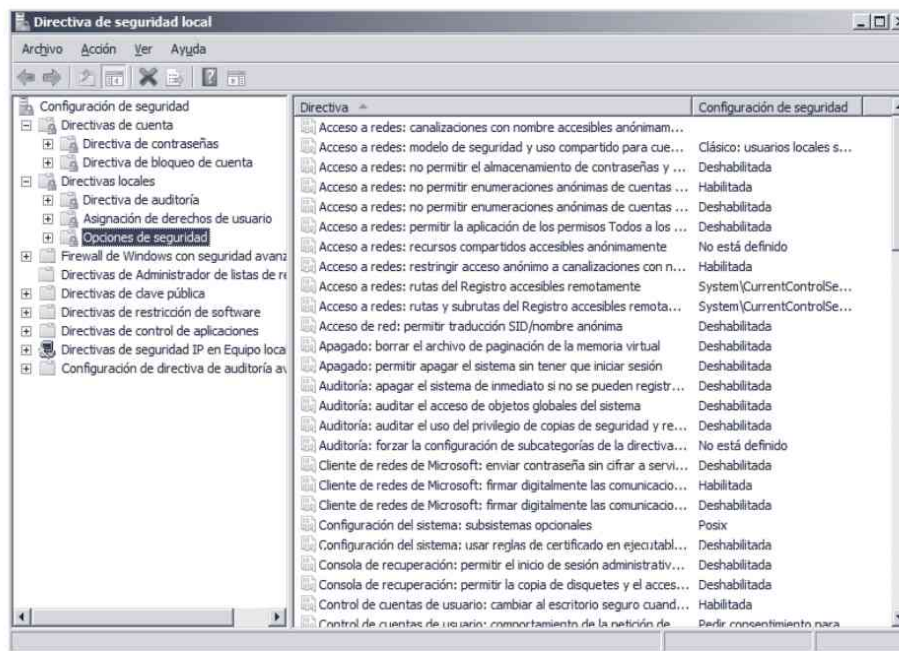 Directiva de seguridad local
Archivo Acción Ver Ayuda
Configuración de seguridad
Directivas de cuenta
Directiva de contraseñas
Directiva de bloqueo de cuenta
Directivas locales
Directiva de auditoría
Asignación de derechos de usuario
Opciones de seguridad
Firewall de Windows con seguridad avanz
Directivas de Administrador de listas de re
Directivas de clave pública
Directivas de restricción de software
Directivas de control de aplicaciones
Directivas de seguridad IP en Equipo loca
Configuración de directiva de auditoría av
Directiva Configuración de seguridad
Acceso a redes: canalizaciones con nombre accesibles anónimam...
Acceso a redes: modelo de seguridad y uso compartido para cue... Clásico: usuarios locales s...
Acceso a redes: no permitir el almacenamiento de contraseñas y ... Deshabilitada
Acceso a redes: no permitir enumeraciones anónimas de cuentas ... Habilitada
Acceso a redes: no permitir enumeraciones anónimas de cuentas ... Deshabilitada
Acceso a redes: permitir la aplicación de los permisos Todos a los ... Deshabilitada
Acceso a redes: recursos compartidos accesibles anónimamente No está definido
Acceso a redes: restringir acceso anónimo a canalizaciones con n... Habilitada
Acceso a redes: rutas del Registro accesibles remotamente System\CurrentControlSe...
Acceso a redes: rutas y subrutas del Registro accesibles remota... System\CurrentControlSe...
Acceso de red: permitir traducción SID/nombre anónima Deshabilitada
Apagado: borrar el archivo de paginación de la memoria virtual Deshabilitada
Apagado: permitir apagar el sistema sin tener que iniciar sesión Deshabilitada
Auditoría: apagar el sistema de inmediato si no se pueden registr... Deshabilitada
Auditoría: auditar el acceso de objetos globales del sistema Deshabilitada
Auditoría: auditar el uso del privilegio de copias de seguridad y re... Deshabilitada
Auditoría: forzar la configuración de subcategorías de la directiva... No está definido
Cliente de redes de Microsoft: enviar contraseña sin cifrar a servi... Deshabilitada
Cliente de redes de Microsoft: firmar digitalmente las comunicacio... Habilitada
Cliente de redes de Microsoft: firmar digitalmente las comunicacio... Deshabilitada
Configuración del sistema: subsistemas opcionales Posix
Configuración del sistema: usar reglas de certificado en ejecutabl... Deshabilitada
Consola de recuperación: permitir el inicio de sesión administrativ... Deshabilitada
Consola de recuperación: permitir la copia de disquetes y el acces... Deshabilitada
Control de cuentas de usuario: cambiar al escritorio seguro cuand... Habilitada
Control de cuentas de usuario: comportamiento de la petición de Pedir consentimiento para